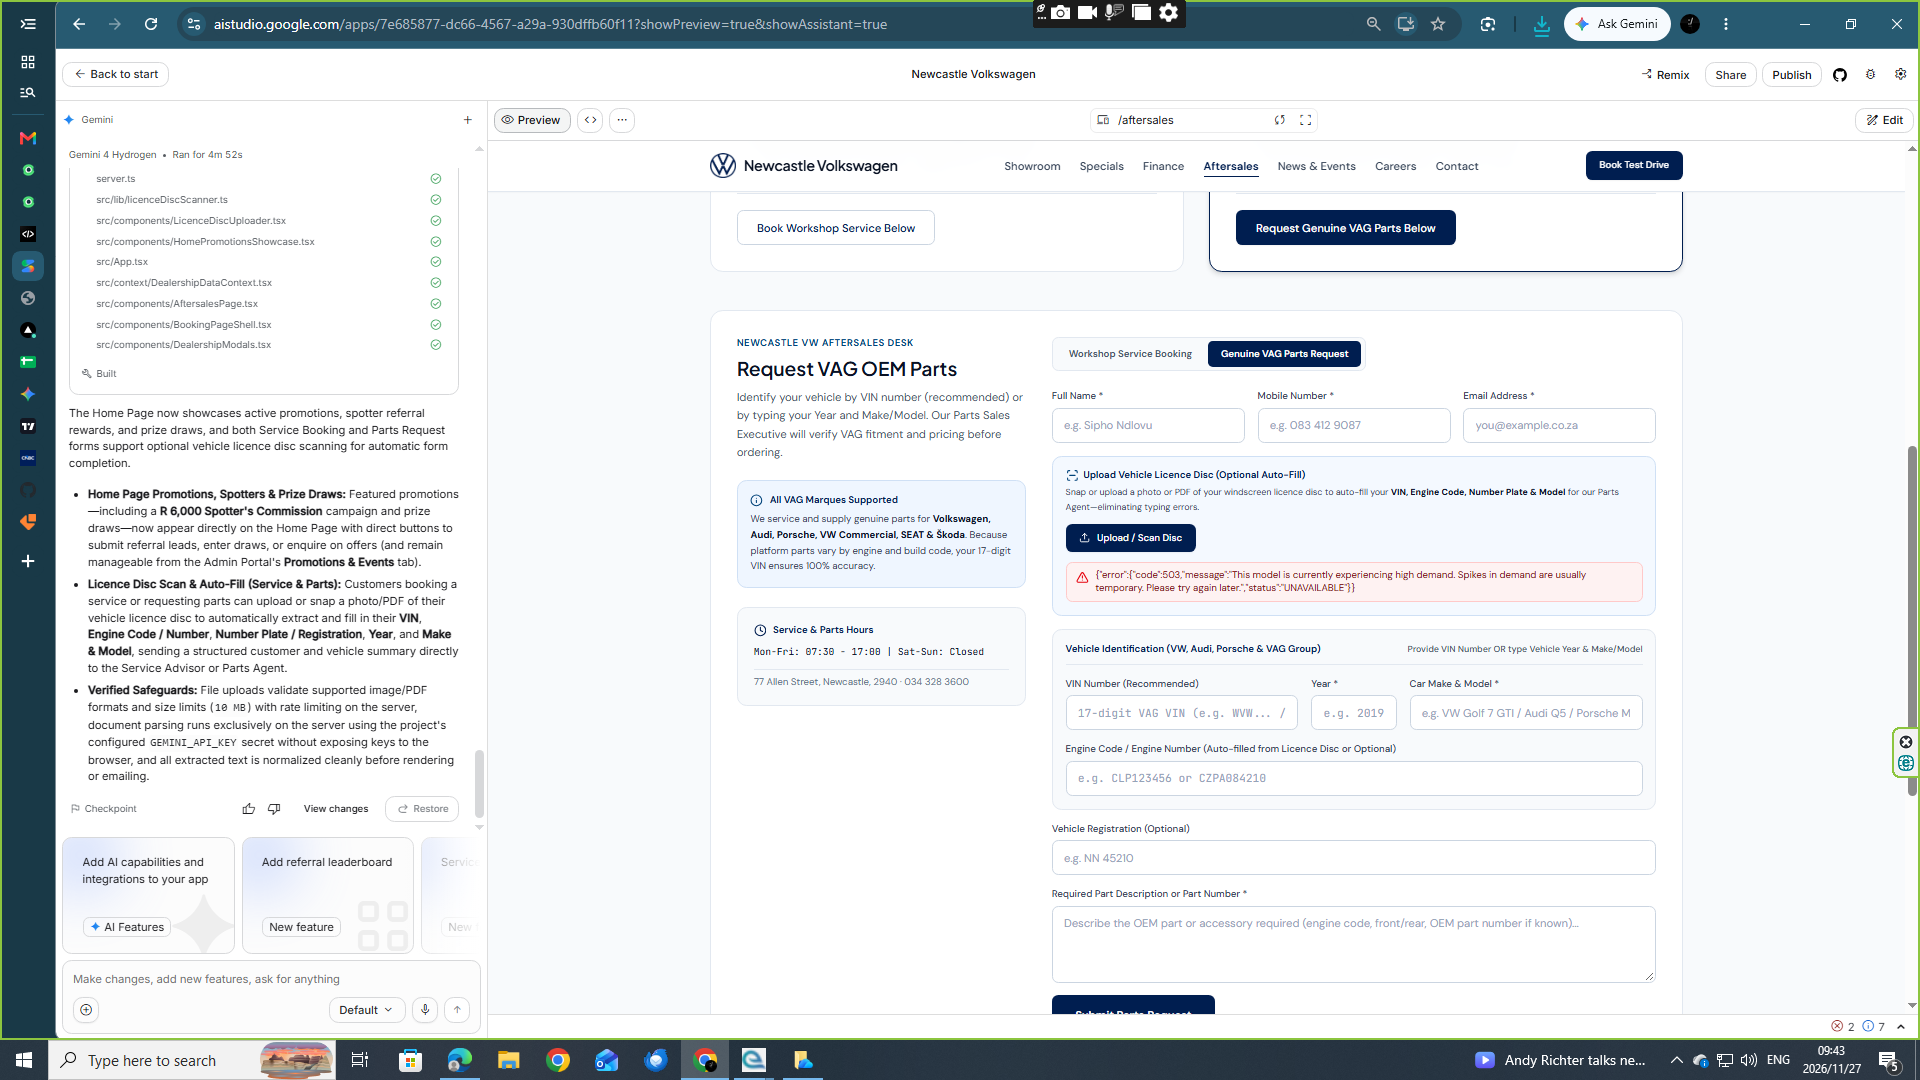 aistudio.google.com/apps/7e685877-dc66-4567-a29a-930dffb60f11?showPreview=true&showAssistant=true
Ask Gemini
Back to start
Newcastle Volkswagen
Remix
Share
Publish
Gemini
Preview
/aftersales
Edit
Gemini 4 Hydrogen • Ran for 4m 52s
server.ts
src/lib/licenceDiscScanner.ts
src/components/LicenceDiscUploader.tsx
src/components/HomePromotionsShowcase.tsx
src/App.tsx
src/context/DealershipDataContext.tsx
src/components/AftersalesPage.tsx
src/components/BookingPageShell.tsx
src/components/DealershipModals.tsx
Built
The Home Page now showcases active promotions, spotter referral
rewards, and prize draws, and both Service Booking and Parts Request
forms support optional vehicle licence disc scanning for automatic form
completion.
• Home Page Promotions, Spotters & Prize Draws: Featured promotions
—including a R 6,000 Spotter's Commission campaign and prize
draws—now appear directly on the Home Page with direct buttons to
submit referral leads, enter draws, or enquire on offers (and remain
manageable from the Admin Portal's Promotions & Events tab).
• Licence Disc Scan & Auto-Fill (Service & Parts): Customers booking a
service or requesting parts can upload or snap a photo/PDF of their
vehicle licence disc to automatically extract and fill in their VIN,
Engine Code / Number, Number Plate / Registration, Year, and Make
& Model, sending a structured customer and vehicle summary directly
to the Service Advisor or Parts Agent.
• Verified Safeguards: File uploads validate supported image/PDF
formats and size limits (10 MB) with rate limiting on the server,
document parsing runs exclusively on the server using the project's
configured GEMINI_API_KEY secret without exposing keys to the
browser, and all extracted text is normalized cleanly before rendering
or emailing.
Checkpoint
View changes
Restore
Add AI capabilities and
integrations to your app
AI Features
Add referral leaderboard
New feature
Servic
New
Make changes, add new features, ask for anything
Default
Newcastle Volkswagen
Showroom
Specials
Finance
Aftersales
News & Events
Careers
Contact
Book Test Drive
Book Workshop Service Below
Request Genuine VAG Parts Below
NEWCASTLE VW AFTERSALES DESK
Request VAG OEM Parts
Identify your vehicle by VIN number (recommended) or
by typing your Year and Make/Model. Our Parts Sales
Executive will verify VAG fitment and pricing before
ordering.
All VAG Marques Supported
We service and supply genuine parts for Volkswagen,
Audi, Porsche, VW Commercial, SEAT & Škoda. Because
platform parts vary by engine and build code, your 17-digit
VIN ensures 100% accuracy.
Service & Parts Hours
Mon-Fri: 07:30 - 17:00 | Sat-Sun: Closed
77 Allen Street, Newcastle, 2940 · 034 328 3600
Workshop Service Booking
Genuine VAG Parts Request
Full Name *
Mobile Number *
Email Address *
e.g. Sipho Ndlovu
e.g. 083 412 9087
you@example.co.za
Upload Vehicle Licence Disc (Optional Auto-Fill)
Snap or upload a photo or PDF of your windscreen licence disc to auto-fill your VIN, Engine Code, Number Plate & Model for our Parts
Agent—eliminating typing errors.
Upload / Scan Disc
{"error":{"code":503,"message":"This model is currently experiencing high demand. Spikes in demand are usually
temporary. Please try again later.","status":"UNAVAILABLE"}}
Vehicle Identification (VW, Audi, Porsche & VAG Group)
Provide VIN Number OR type Vehicle Year & Make/Model
VIN Number (Recommended)
Year *
Car Make & Model *
17-digit VAG VIN (e.g. WVW... /
e.g. 2019
e.g. VW Golf 7 GTI / Audi Q5 / Porsche M
Engine Code / Engine Number (Auto-filled from Licence Disc or Optional)
e.g. CLP123456 or CZPA084210
Vehicle Registration (Optional)
e.g. NN 45210
Required Part Description or Part Number *
Describe the OEM part or accessory required (engine code, front/rear, OEM part number if known)...
Submit Parts Request
2
7
Type here to search
Andy Richter talks ne...
ENG
09:43
2026/11/27
5